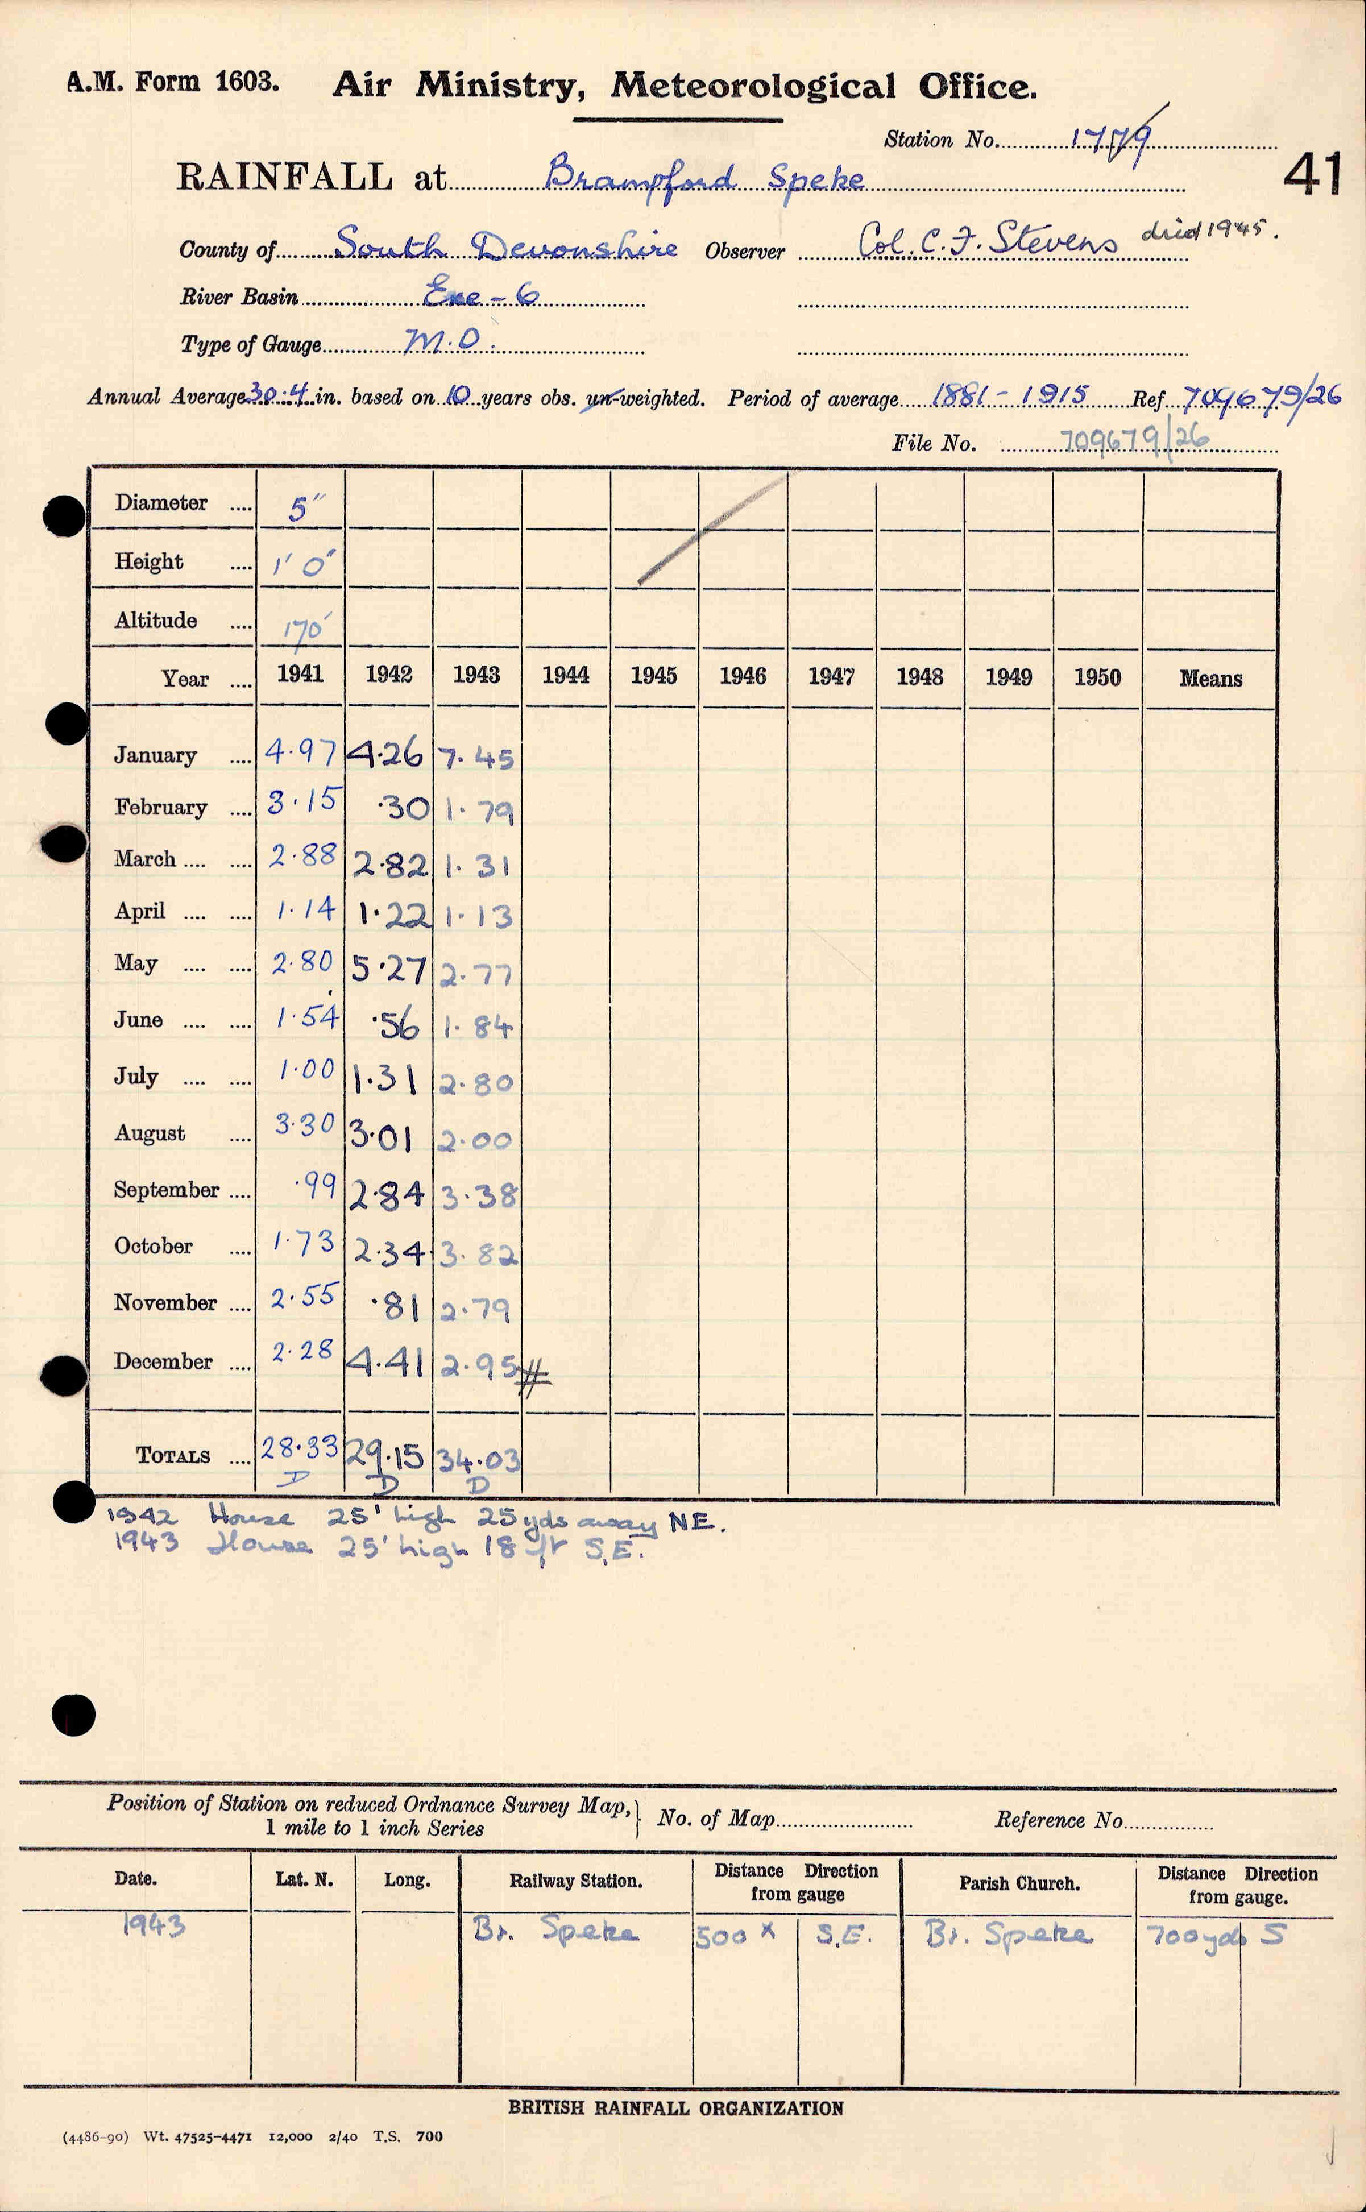 A.M. Form 1603. Air Ministry, Meteorological Office.
Station No. 1779
RAINFALL at Brampford Speke 41
County of South Devonshire Observer Col. C. F. Stevens died 1945.
River Basin Exe - 6
Type of Gauge M.O.
Annual Average 30.4 in. based on 10 years obs. un-weighted. Period of average 1881 - 1915 Ref 709679/26
File No. 709679/26
Diameter .... 5"
Height .... 1' 0"
Altitude .... 170'
Year .... 1941 1942 1943 1944 1945 1946 1947 1948 1949 1950 Means
January .... 4.97 4.26 7.45
February .... 3.15 .30 1.79
March .... .... 2.88 2.82 1.31
April .... .... 1.14 1.22 1.13
May .... .... 2.80 5.27 2.77
June .... .... 1.54 .56 1.84
July .... .... 1.00 1.31 2.80
August .... 3.30 3.01 2.00
September .... .99 2.84 3.38
October .... 1.73 2.34 3.82
November .... 2.55 .81 2.79
December .... 2.28 4.41 2.95 #
TOTALS .... 28.33 29.15 34.03
D D D
1942 House 25' high 25 yds away NE.
1943 House 25' high 18 ft S.E.
Position of Station on reduced Ordnance Survey Map, } No. of Map Reference No.
1 mile to 1 inch Series
Date. Lat. N. Long. Railway Station. Distance Direction from gauge Parish Church. Distance Direction from gauge.
1943 Br. Speke 500 x S.E. Br. Speke 700 yds S
BRITISH RAINFALL ORGANIZATION
(4486-90) Wt. 47525-4471 12,000 2/40 T.S. 700